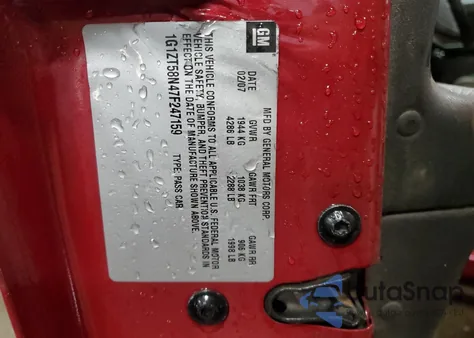 GM
MFD BY GENERAL MOTORS CORP.
DATE GVWR GAWR FRT GAWR RR
02/07 1944 KG 1038 KG 906 KG
4286 LB 2288 LB 1998 LB
THIS VEHICLE CONFORMS TO ALL APPLICABLE U.S. FEDERAL MOTOR
VEHICLE SAFETY, BUMPER, AND THEFT PREVENTION STANDARDS IN
EFFECT ON THE DATE OF MANUFACTURE SHOWN ABOVE.
1G1ZT58N47F247159 TYPE: PASS CAR
AutoSnap